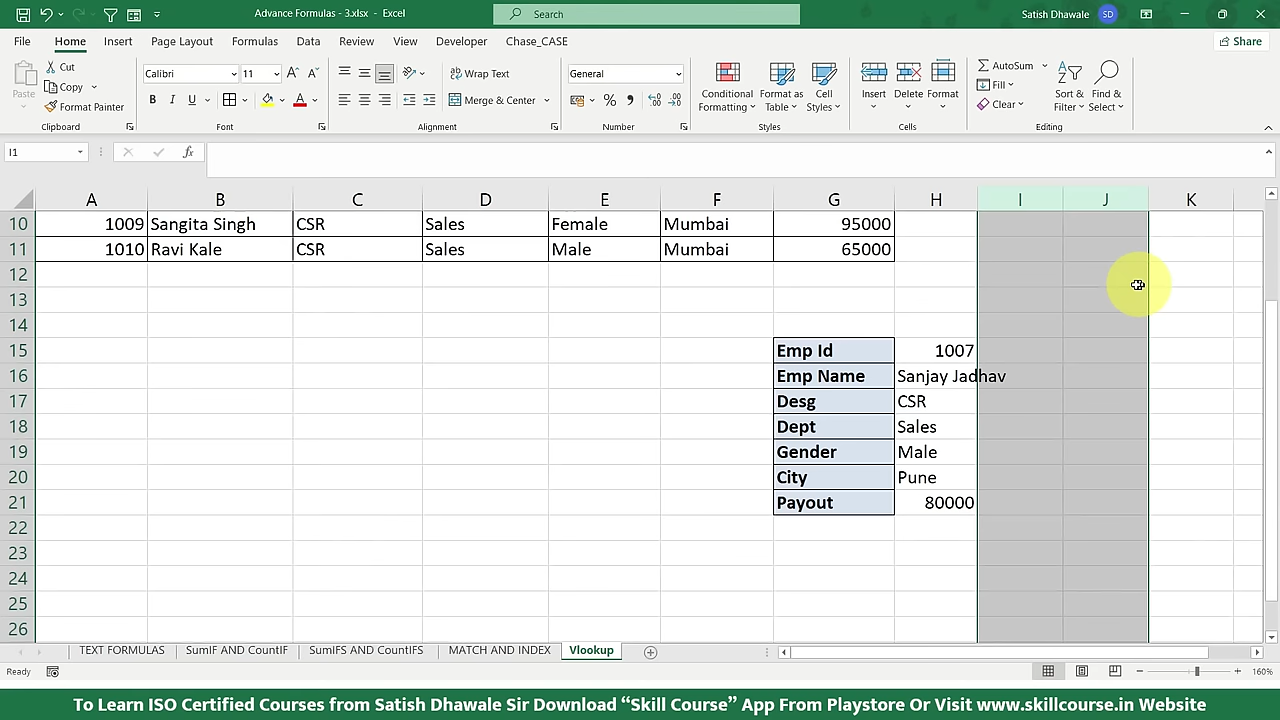 Advance Formulas - 3.xlsx - Excel
Search
Satish Dhawale
SD
File Home Insert Page Layout Formulas Data Review View Developer Chase_CASE
Share
Paste
Cut
Copy
Format Painter
Clipboard
Calibri 11
B I U
Font
Wrap Text
Merge & Center
Alignment
General
Number
Conditional Formatting
Format as Table
Cell Styles
Styles
Insert
Delete
Format
Cells
AutoSum
Fill
Clear
Sort & Filter
Find & Select
Editing
I1
fx
A B C D E F G H I J K
10 1009 Sangita Singh CSR Sales Female Mumbai 95000
11 1010 Ravi Kale CSR Sales Male Mumbai 65000
12
13
14
15 Emp Id 1007
16 Emp Name Sanjay Jadhav
17 Desg CSR
18 Dept Sales
19 Gender Male
20 City Pune
21 Payout 80000
22
23
24
25
26
TEXT FORMULAS SumIF AND CountIF SumIFS AND CountIFS MATCH AND INDEX Vlookup
Ready
160%
To Learn ISO Certified Courses from Satish Dhawale Sir Download “Skill Course” App From Playstore Or Visit www.skillcourse.in Website